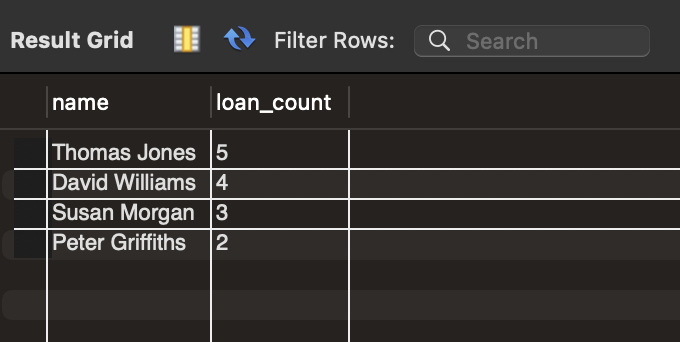 Result Grid Filter Rows: Search
name loan_count
Thomas Jones 5
David Williams 4
Susan Morgan 3
Peter Griffiths 2